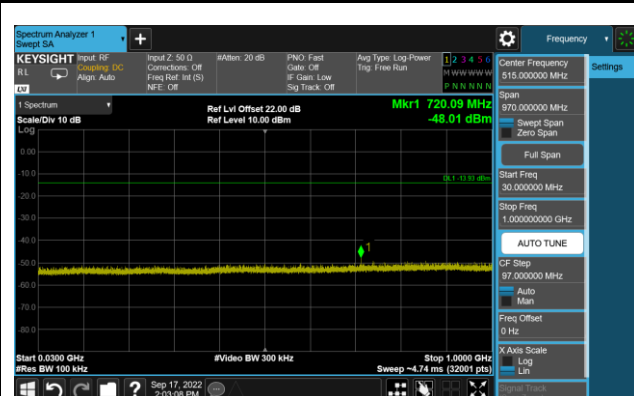 Spectrum Analyzer 1
Swept SA
Frequency
KEYSIGHT
RL
LXI
Input: RF
Coupling: DC
Align: Auto
Input Z: 50 Ω
Corrections: Off
Freq Ref: Int (S)
NFE: Off
#Atten: 20 dB
PNO: Fast
Gate: Off
IF Gain: Low
Sig Track: Off
Avg Type: Log-Power
Trig: Free Run
1 2 3 4 5 6
M W W W W W
P N N N N N
Settings
Center Frequency
515.000000 MHz
Span
970.000000 MHz
Swept Span
Zero Span
Full Span
Start Freq
30.000000 MHz
Stop Freq
1.000000000 GHz
AUTO TUNE
CF Step
97.000000 MHz
Auto
Man
Freq Offset
0 Hz
X Axis Scale
Log
Lin
Signal Track
1 Spectrum
Scale/Div 10 dB
Log
Ref Lvl Offset 22.00 dB
Ref Level 10.00 dBm
Mkr1 720.09 MHz
-48.01 dBm
0.00
-10.0
DL1 -13.93 dBm
-20.0
-30.0
-40.0
1
-50.0
-60.0
-70.0
-80.0
Start 0.0300 GHz
#Res BW 100 kHz
#Video BW 300 kHz
Stop 1.0000 GHz
Sweep ~4.74 ms (32001 pts)
?
Sep 17, 2022
2:03:08 PM